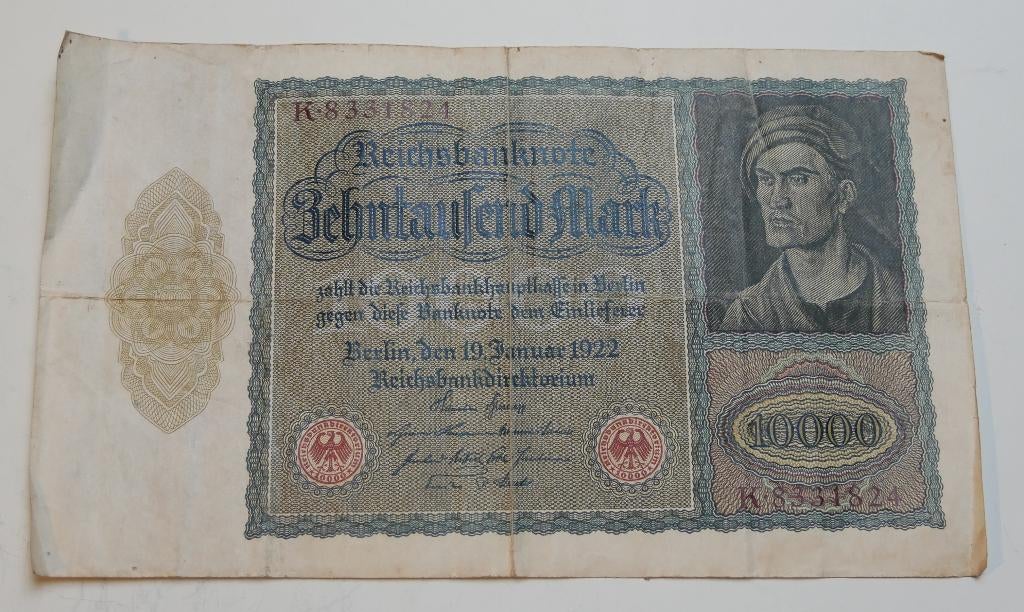 K·8331824
Reichsbanknote
Zehntausend Mark
zahlt die Reichsbankhauptkasse in Berlin
gegen diese Banknote dem Einlieferer
Berlin, den 19. Januar 1922
Reichsbankdirektorium
10000
K·8331824